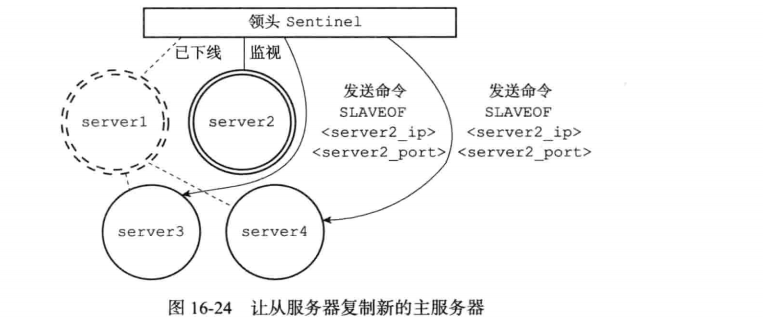 领头 Sentinel
已下线
监视
server1
server2
发送命令
SLAVEOF
<server2_ip>
<server2_port>
发送命令
SLAVEOF
<server2_ip>
<server2_port>
server3
server4
图 16-24 让从服务器复制新的主服务器